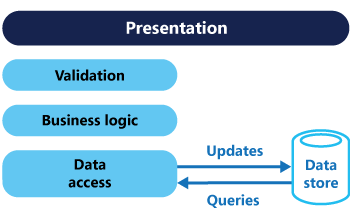 Presentation
Validation
Business logic
Data
access
Updates
Queries
Data
store